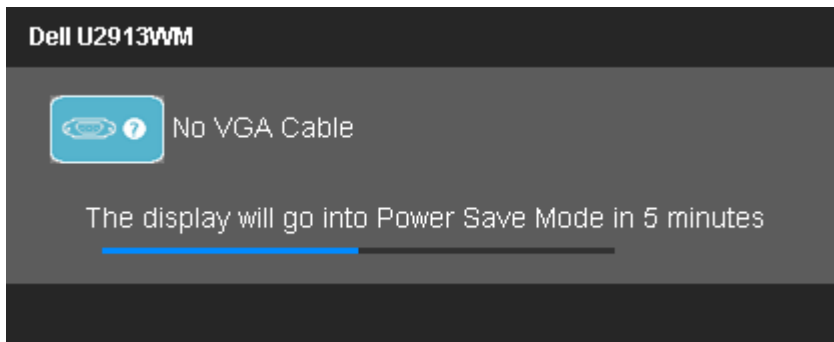 Dell U2913WM
? No VGA Cable
The display will go into Power Save Mode in 5 minutes